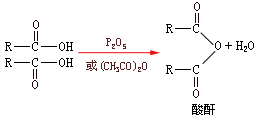 O
R—C—OH
R—C—OH
O
P₂O₅
或(CH₃CO)₂O
O
R—C
O + H₂O
R—C
O
酸酐